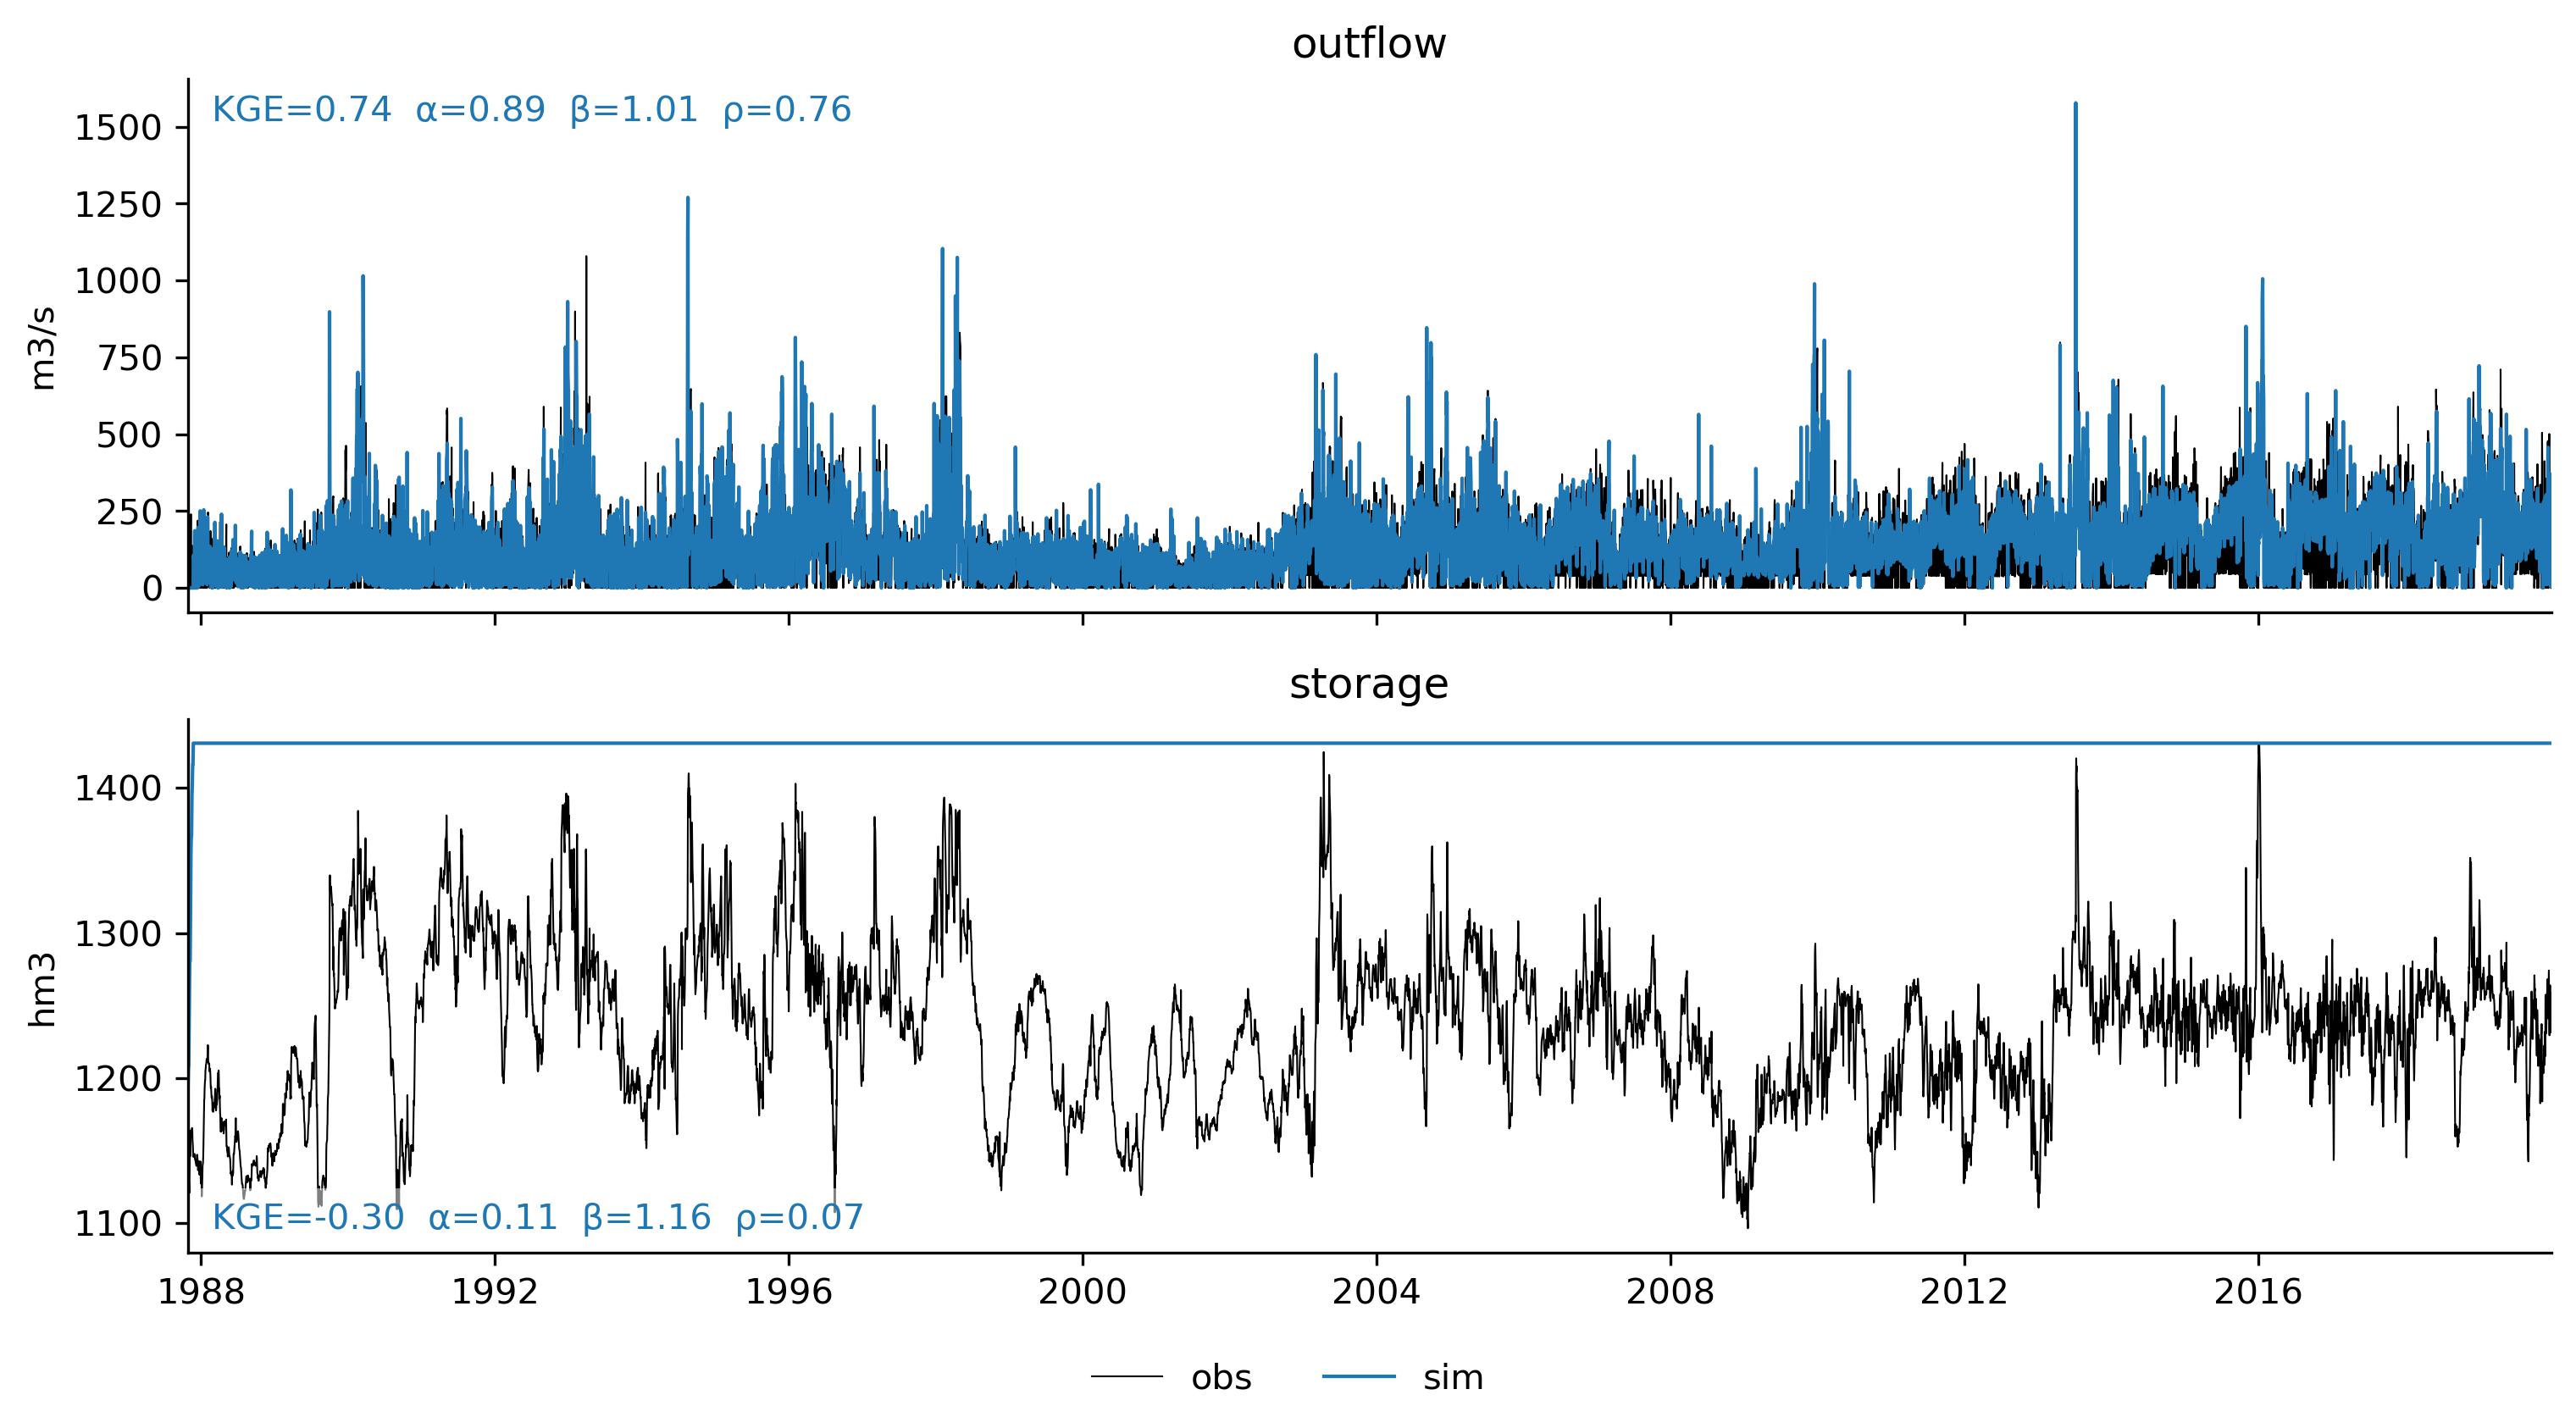 outflow
KGE=0.74 α=0.89 β=1.01 ρ=0.76
1500
1250
1000
750
500
250
0
m3/s
storage
1400
1300
1200
1100
hm3
KGE=-0.30 α=0.11 β=1.16 ρ=0.07
1988 1992 1996 2000 2004 2008 2012 2016
obs sim